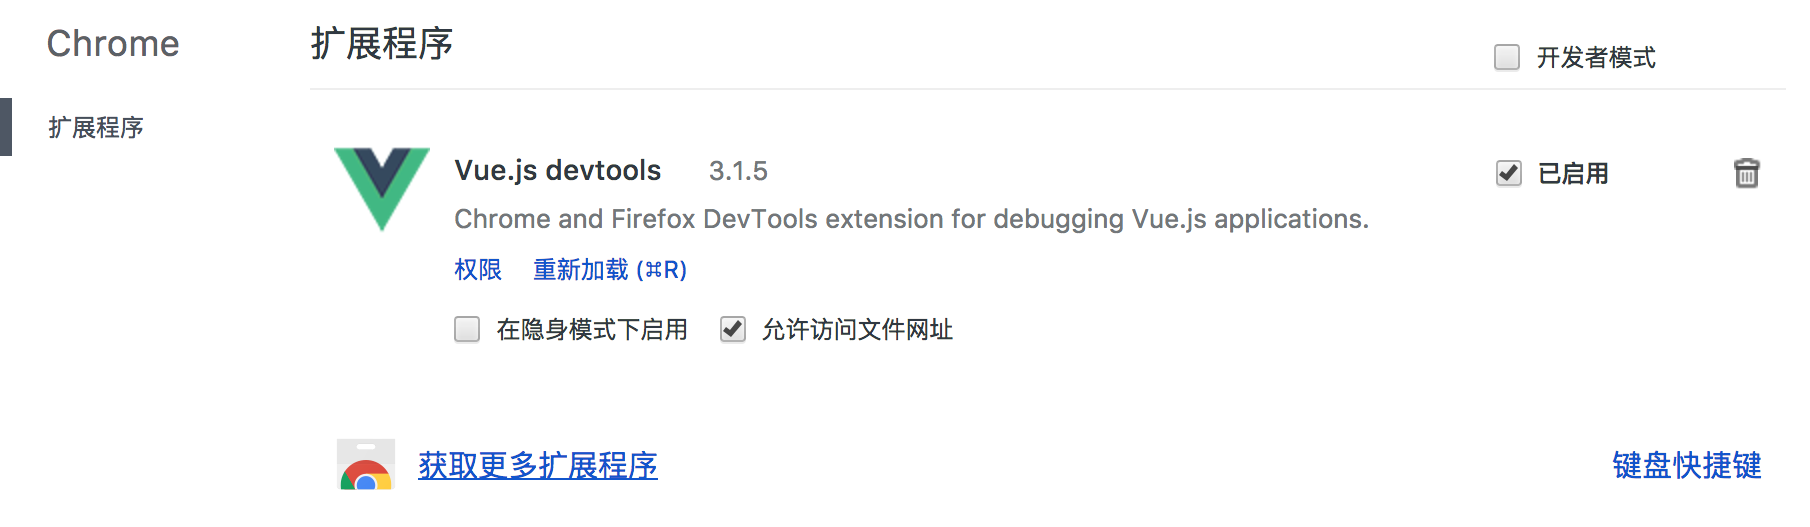 Chrome
扩展程序
开发者模式
扩展程序
Vue.js devtools 3.1.5
已启用
Chrome and Firefox DevTools extension for debugging Vue.js applications.
权限 重新加载 (⌘R)
在隐身模式下启用 允许访问文件网址
获取更多扩展程序
键盘快捷键